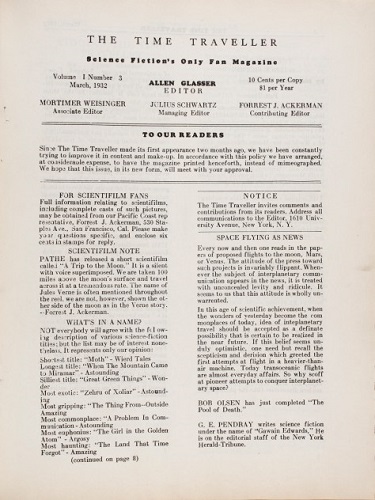 THE TIME TRAVELLER
Science Fiction's Only Fan Magazine
Volume I Number 3
March, 1932
ALLEN GLASSER
EDITOR
10 Cents per Copy
$1 per Year
MORTIMER WEISINGER
Associate Editor
JULIUS SCHWARTZ
Managing Editor
FORREST J. ACKERMAN
Contributing Editor
TO OUR READERS
Since The Time Traveller made its first appearance two months ago, we have been constantly
trying to improve it in content and make-up. In accordance with this policy we have arranged,
at considerable expense, to have the magazine printed henceforth, instead of mimeographed.
We hope that this issue, in its new form, will meet with your approval.
FOR SCIENTIFILM FANS
Full information relating to scientifilms,
including complete casts of such pictures,
may be obtained from our Pacific Coast rep
resentative, Forrest J. Ackerman, 530 Sta-
ples Ave., San Francisco, Cal. Please make
your questions specific, and enclose six
cents in stamps for reply.
SCIENTIFILM NOTE
PATHE has released a short scientifilm
called "A Trip to the Moon." It is a silent
with voice superimposed. We are taken 100
miles across the moon's surface and travel
across it at a tremendous rate. The name of
Jules Verne is often mentioned throughout
the reel. we are not, however, shown the ot-
her side of the moon as in the Verne story.
- Forrest J. Ackerman.
WHAT'S IN A NAME?
NOT everybody will agree with the follow-
ing description of various science-fiction
titles; but the list may be of interest none-
theless. It represents only our opinion:
Shortest title: "Moth" - Wierd Tales
Longest title: "When The Mountain Came
to Miramar" - Astounding
Silliest title: "Great Green Things" - Won-
der
Most exotic: "Zehru of Xollar" - Astound-
ing
Most gripping: "The Thing From--Outside
Amazing
Most commonplace: "A Problem In Com-
munication - Astounding
Most euphonius: "The Girl in the Golden
Atom" - Argosy
Most haunting: "The Land That Time
Forgot" - Amazing
(continued on page 8)
NOTICE
The Time Traveller invites comments and
contributions from its readers. Address all
communications to the Editor, 1610 Univ-
ersity Avenue, New York, N. Y.
SPACE FLYING AS NEWS
Every now and then one reads in the pap-
ers of proposed flights to the moon, Mars,
or Venus. The attitude of the press toward
such projects is invariably flippant. When-
ever the subject of interplanetary commu-
nication appears in the news, it is treated
with unconcealed levity and ridicule. It
seems to us that this attitude is wholly un-
warranted.
In this age of scientific achievement, when
the wonders of yesterday become the com
monplaces of today, idea of interplanetary
travel should be accepted as a definate
possibility that is certain to be realized in
the near future. If this belief seems un-
duly optimistic, one need but recall the
scepticism and derision which greeted the
first attempts at flight in a heavier-than-air
machine. Today transoceanic flights
are almost everyday affairs. So why scoff
at pioneer attempts to conquer interplanet-
ary space?
BOB OLSEN has just completed "The
Pool of Death."
G. E. PENDRAY writes science fiction
under the name of "Gawain Edwards." He
is on the editorial staff of the New York
Herald-Tribune.